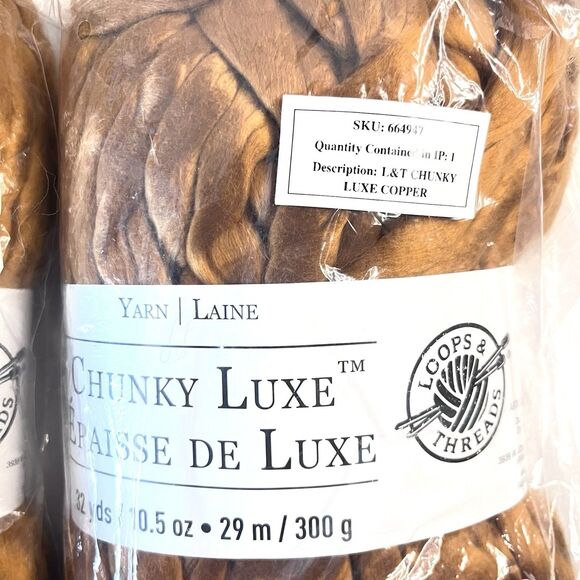 SKU: 664947
Quantity Contained in IP: 1
Description: L&T CHUNKY
LUXE COPPER
YARN | LAINE
CHUNKY LUXE™
ÉPAISSE DE LUXE
32 yds / 10.5 oz • 29 m / 300 g
LOOPS &
THREADS